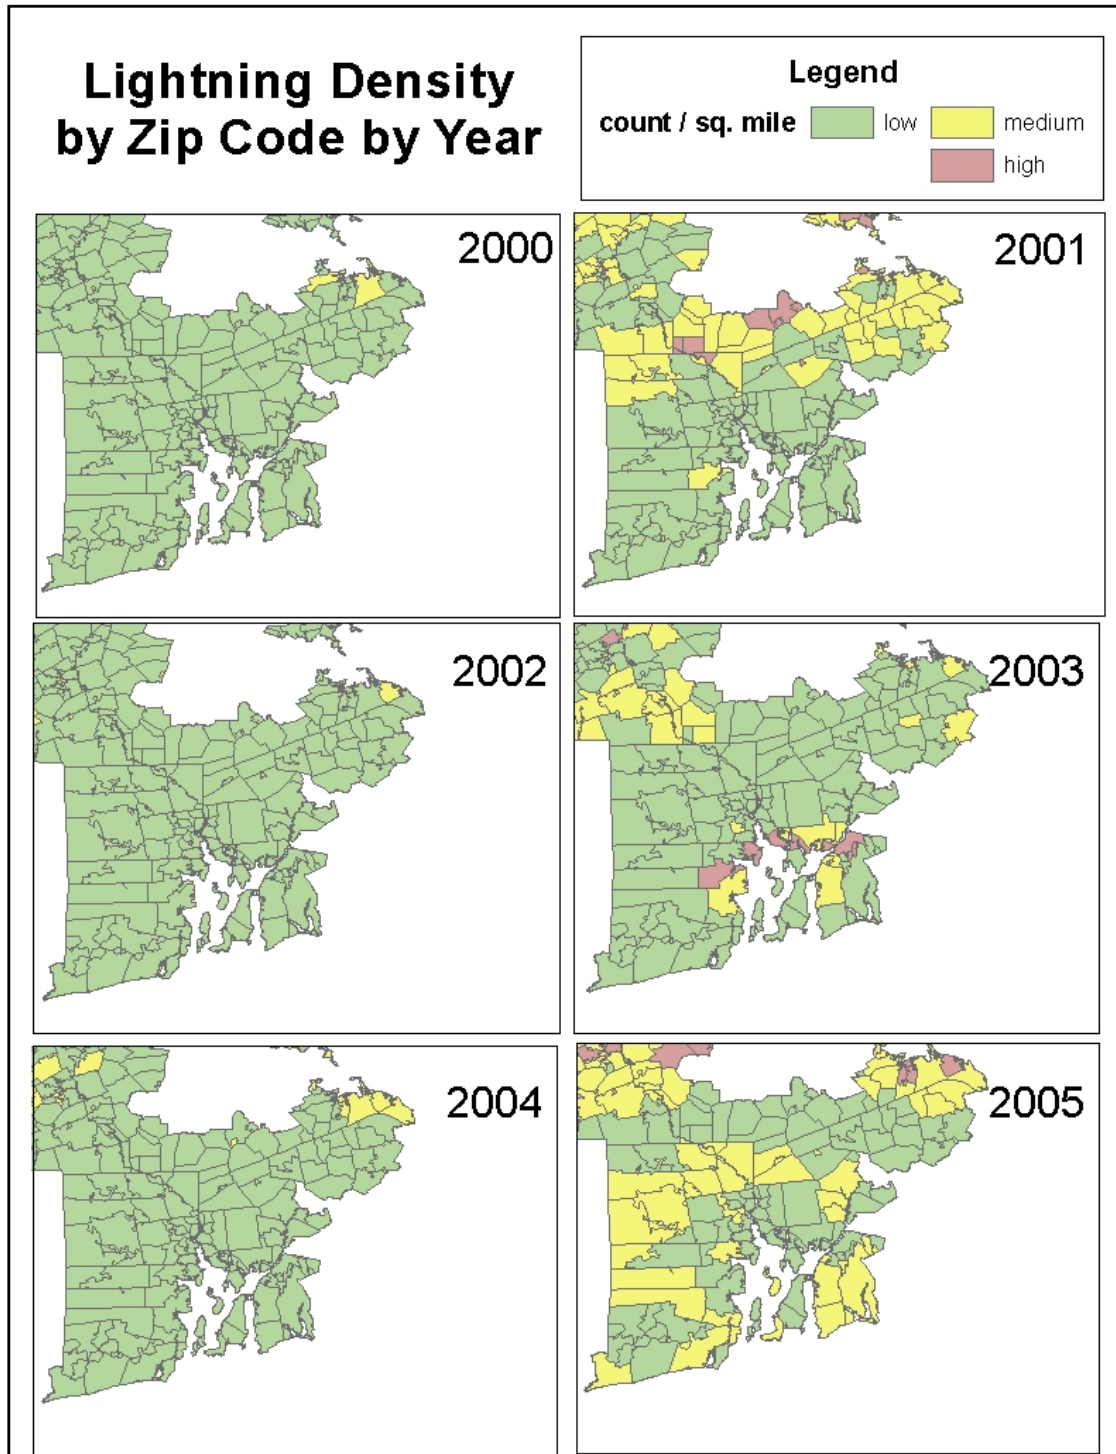 Lightning Density
by Zip Code by Year
Legend
count / sq. mile low medium
high
2000
2001
2002
2003
2004
2005